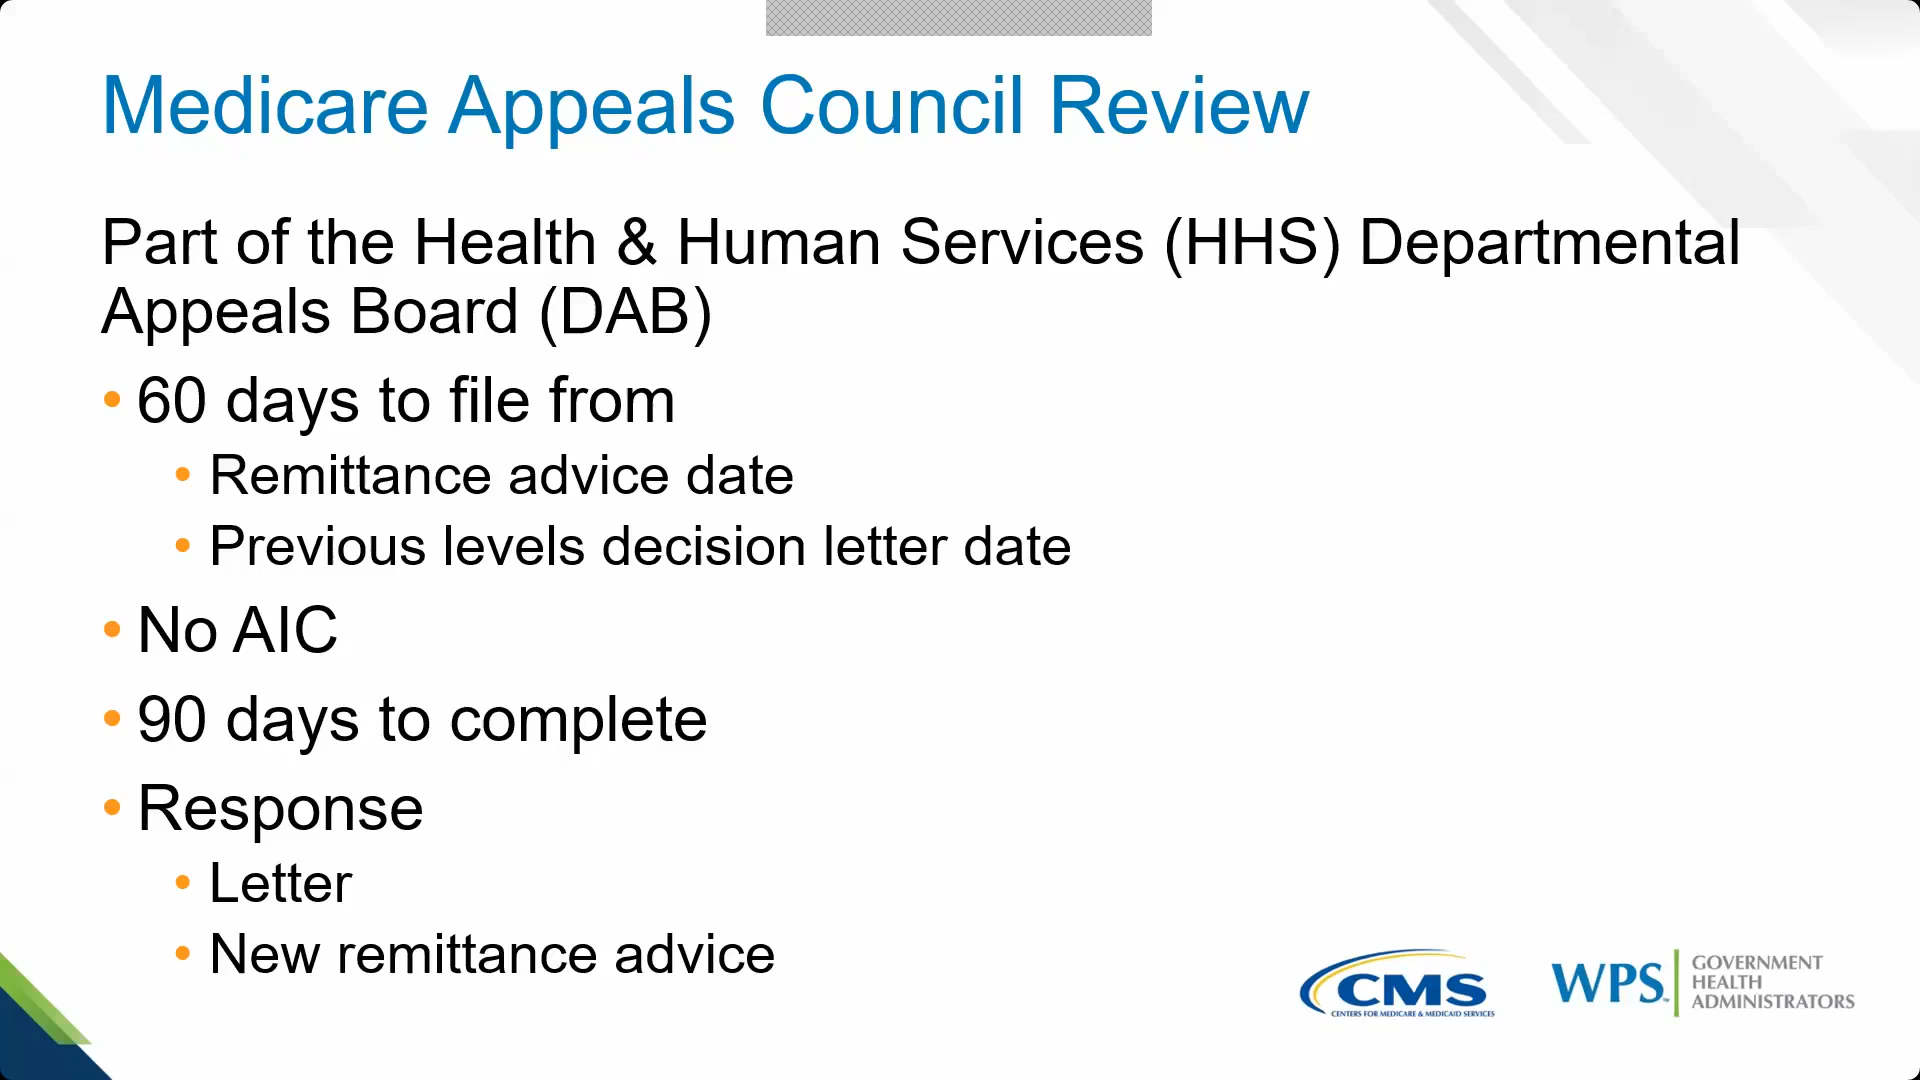 Medicare Appeals Council Review
Part of the Health & Human Services (HHS) Departmental
Appeals Board (DAB)
• 60 days to file from
• Remittance advice date
• Previous levels decision letter date
• No AIC
• 90 days to complete
• Response
• Letter
• New remittance advice
CMS
CENTERS FOR MEDICARE & MEDICAID SERVICES
WPS™
GOVERNMENT
HEALTH
ADMINISTRATORS